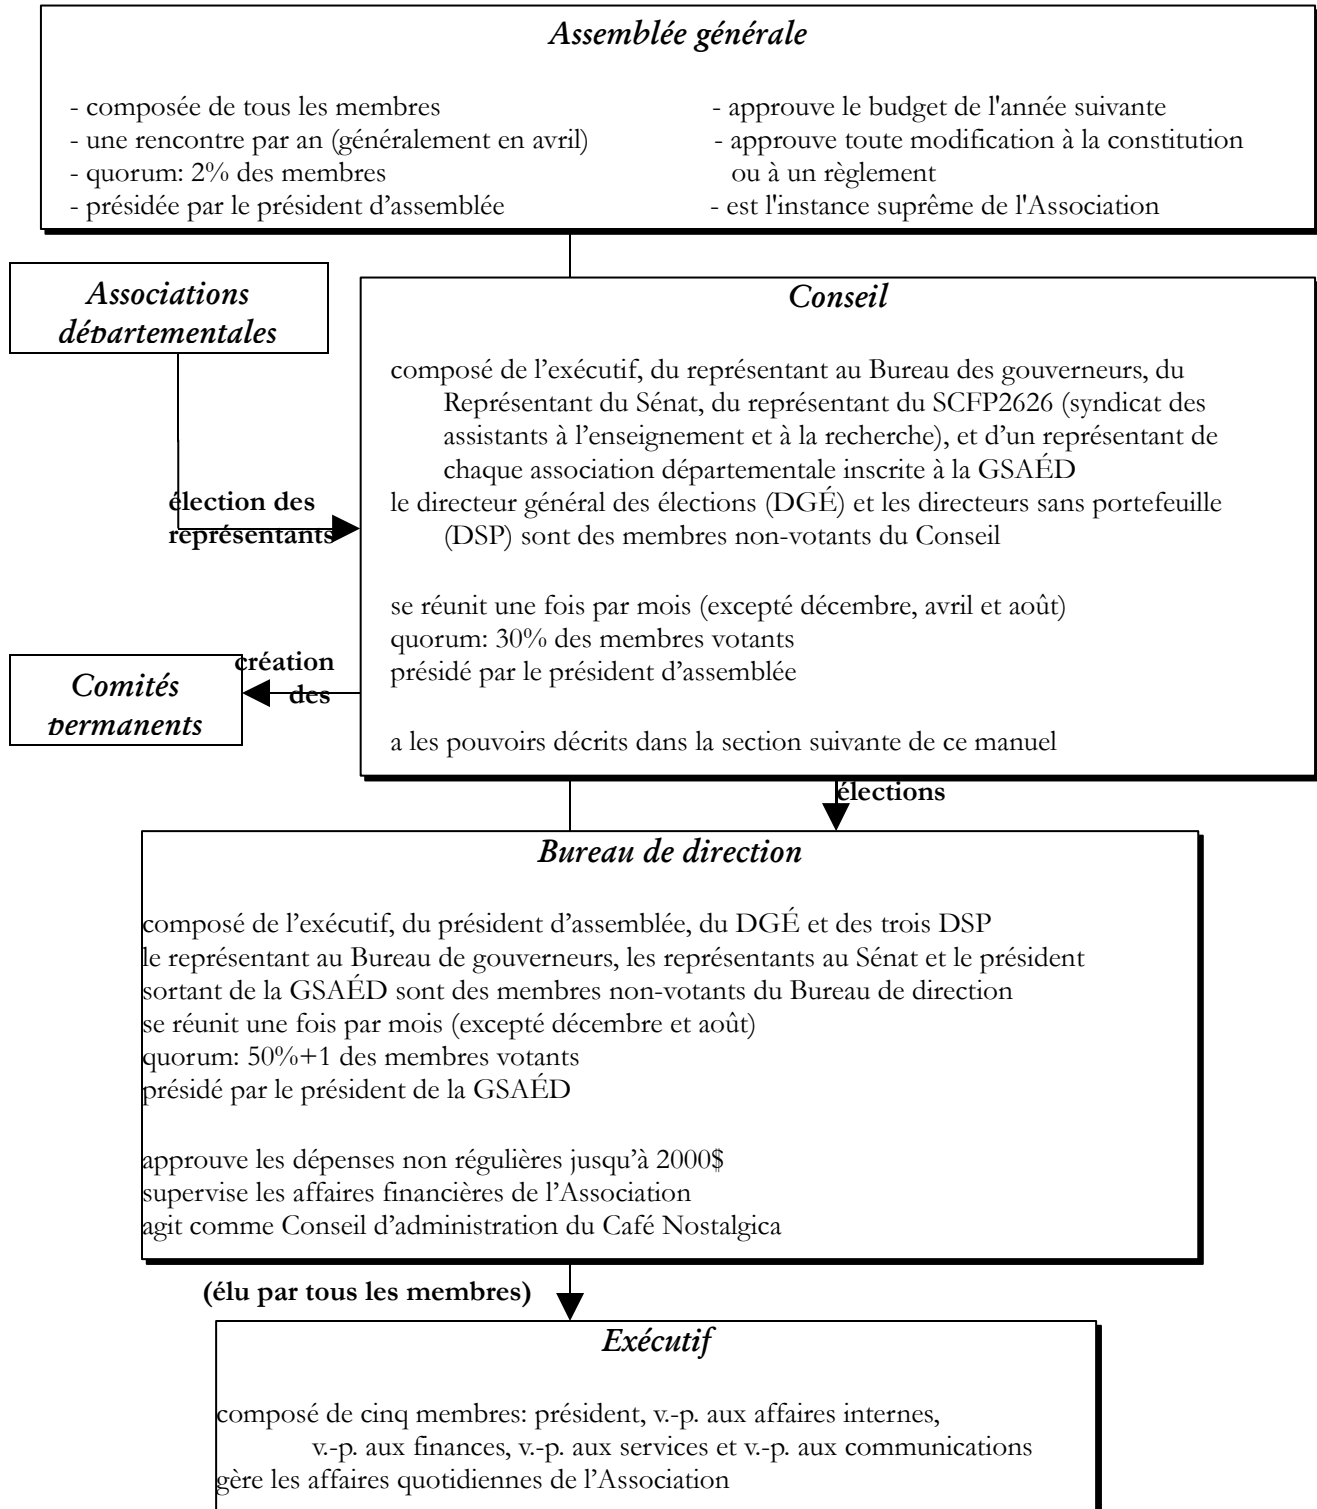 Assemblée générale
- composée de tous les membres
- une rencontre par an (généralement en avril)
- quorum: 2% des membres
- présidée par le président d’assemblée
- approuve le budget de l'année suivante
- approuve toute modification à la constitution
ou à un règlement
- est l'instance suprême de l'Association
Associations
départementales
Conseil
composé de l’exécutif, du représentant au Bureau des gouverneurs, du
Représentant du Sénat, du représentant du SCFP2626 (syndicat des
assistants à l’enseignement et à la recherche), et d’un représentant de
chaque association départementale inscrite à la GSAÉD
le directeur général des élections (DGÉ) et les directeurs sans portefeuille
(DSP) sont des membres non-votants du Conseil
se réunit une fois par mois (excepté décembre, avril et août)
quorum: 30% des membres votants
présidé par le président d’assemblée
a les pouvoirs décrits dans la section suivante de ce manuel
élection des
représentants
création
des
Comités
permanents
élections
Bureau de direction
composé de l’exécutif, du président d’assemblée, du DGÉ et des trois DSP
le représentant au Bureau de gouverneurs, les représentants au Sénat et le président
sortant de la GSAÉD sont des membres non-votants du Bureau de direction
se réunit une fois par mois (excepté décembre et août)
quorum: 50%+1 des membres votants
présidé par le président de la GSAÉD
approuve les dépenses non régulières jusqu’à 2000$
supervise les affaires financières de l’Association
agit comme Conseil d’administration du Café Nostalgica
(élu par tous les membres)
Exécutif
composé de cinq membres: président, v.-p. aux affaires internes,
v.-p. aux finances, v.-p. aux services et v.-p. aux communications
gère les affaires quotidiennes de l’Association